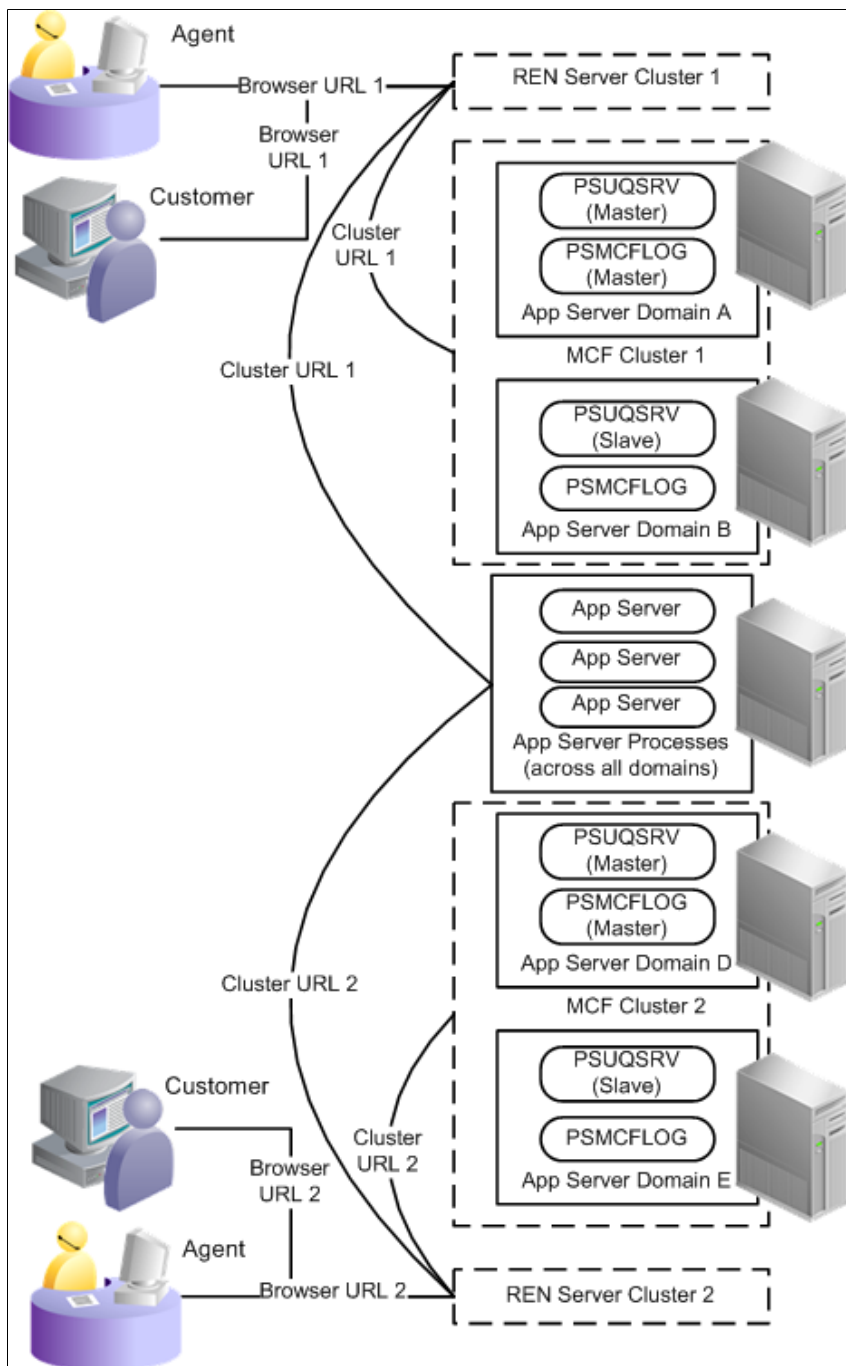 Agent
Browser URL 1
REN Server Cluster 1
Browser
URL 1
Customer
Cluster
URL 1
PSUQSRV
(Master)
PSMCFLOG
(Master)
App Server Domain A
MCF Cluster 1
Cluster URL 1
PSUQSRV
(Slave)
PSMCFLOG
App Server Domain B
App Server
App Server
App Server
App Server Processes
(across all domains)
PSUQSRV
(Master)
PSMCFLOG
(Master)
App Server Domain D
Cluster URL 2
MCF Cluster 2
PSUQSRV
(Slave)
PSMCFLOG
App Server Domain E
Customer
Cluster
URL 2
Browser
URL 2
Agent
Browser URL 2
REN Server Cluster 2